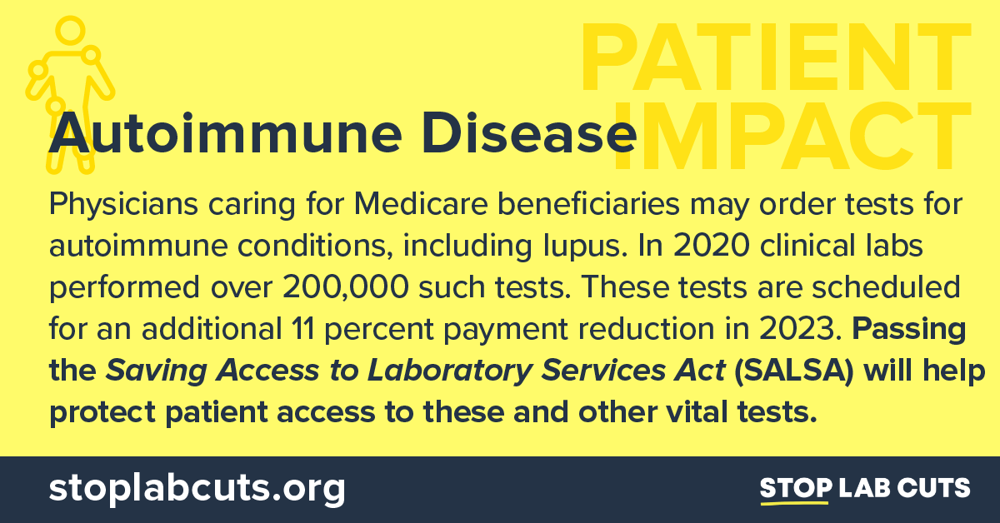 PATIENT
IMPACT
Autoimmune Disease
Physicians caring for Medicare beneficiaries may order tests for
autoimmune conditions, including lupus. In 2020 clinical labs
performed over 200,000 such tests. These tests are scheduled
for an additional 11 percent payment reduction in 2023. Passing
the Saving Access to Laboratory Services Act (SALSA) will help
protect patient access to these and other vital tests.
stoplabcuts.org
STOP LAB CUTS